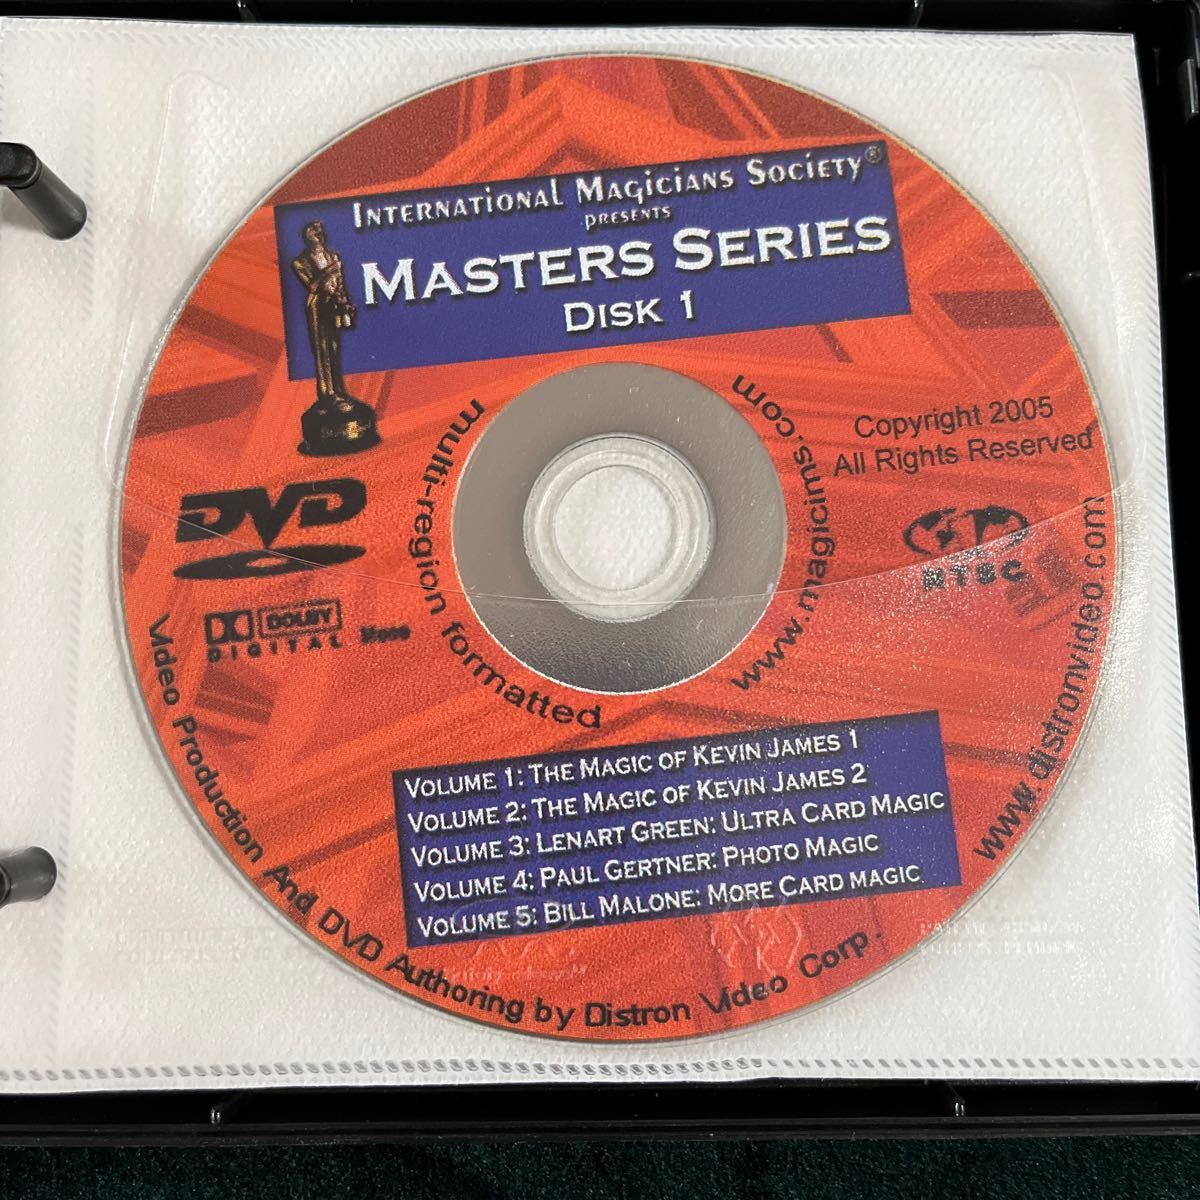 INTERNATIONAL MAGICIANS SOCIETY®
PRESENTS
MASTERS SERIES
DISK 1
multi-region formatted
www.magicims.com
Copyright 2005
All Rights Reserved
DVD
NTSC
DOLBY
DIGITAL
Mono
www.distronvideo.com
VOLUME 1: THE MAGIC OF KEVIN JAMES 1
VOLUME 2: THE MAGIC OF KEVIN JAMES 2
VOLUME 3: LENART GREEN: ULTRA CARD MAGIC
VOLUME 4: PAUL GERTNER: PHOTO MAGIC
VOLUME 5: BILL MALONE: MORE CARD MAGIC
Video Production And DVD Authoring by Distron Video Corp.